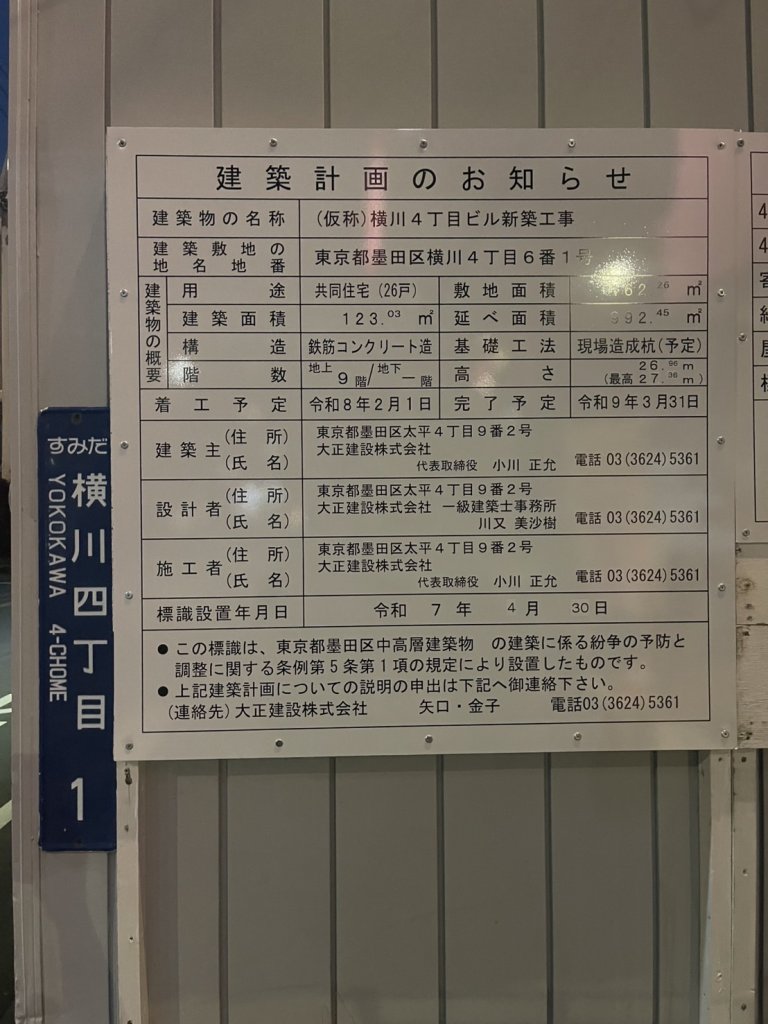 建築計画のお知らせ
建築物の名称 (仮称)横川4丁目ビル新築工事
建築敷地の地名地番 東京都墨田区横川4丁目6番1号
建築物の概要
用途 共同住宅(26戸) 敷地面積 62.26 ㎡
建築面積 123.03 ㎡ 延べ面積 992.45 ㎡
構造 鉄筋コンクリート造 基礎工法 現場造成杭(予定)
階数 地上9階/地下一階 高さ 26.96m
(最高27.36m)
着工予定 令和8年2月1日 完了予定 令和9年3月31日
建築主 (住所) 東京都墨田区太平4丁目9番2号
(氏名) 大正建設株式会社
代表取締役 小川 正允 電話 03(3624)5361
設計者 (住所) 東京都墨田区太平4丁目9番2号
(氏名) 大正建設株式会社 一級建築士事務所
川又 美沙樹 電話 03(3624)5361
施工者 (住所) 東京都墨田区太平4丁目9番2号
(氏名) 大正建設株式会社
代表取締役 小川 正允 電話 03(3624)5361
標識設置年月日 令和 7年 4月 30日
●この標識は、東京都墨田区中高層建築物 の建築に係る紛争の予防と
調整に関する条例第5条第1項の規定により設置したものです。
●上記建築計画についての説明の申出は下記へ御連絡下さい。
(連絡先)大正建設株式会社 矢口・金子 電話03(3624)5361
すみだ
横川四丁目
YOKOKAWA 4-CHOME
1